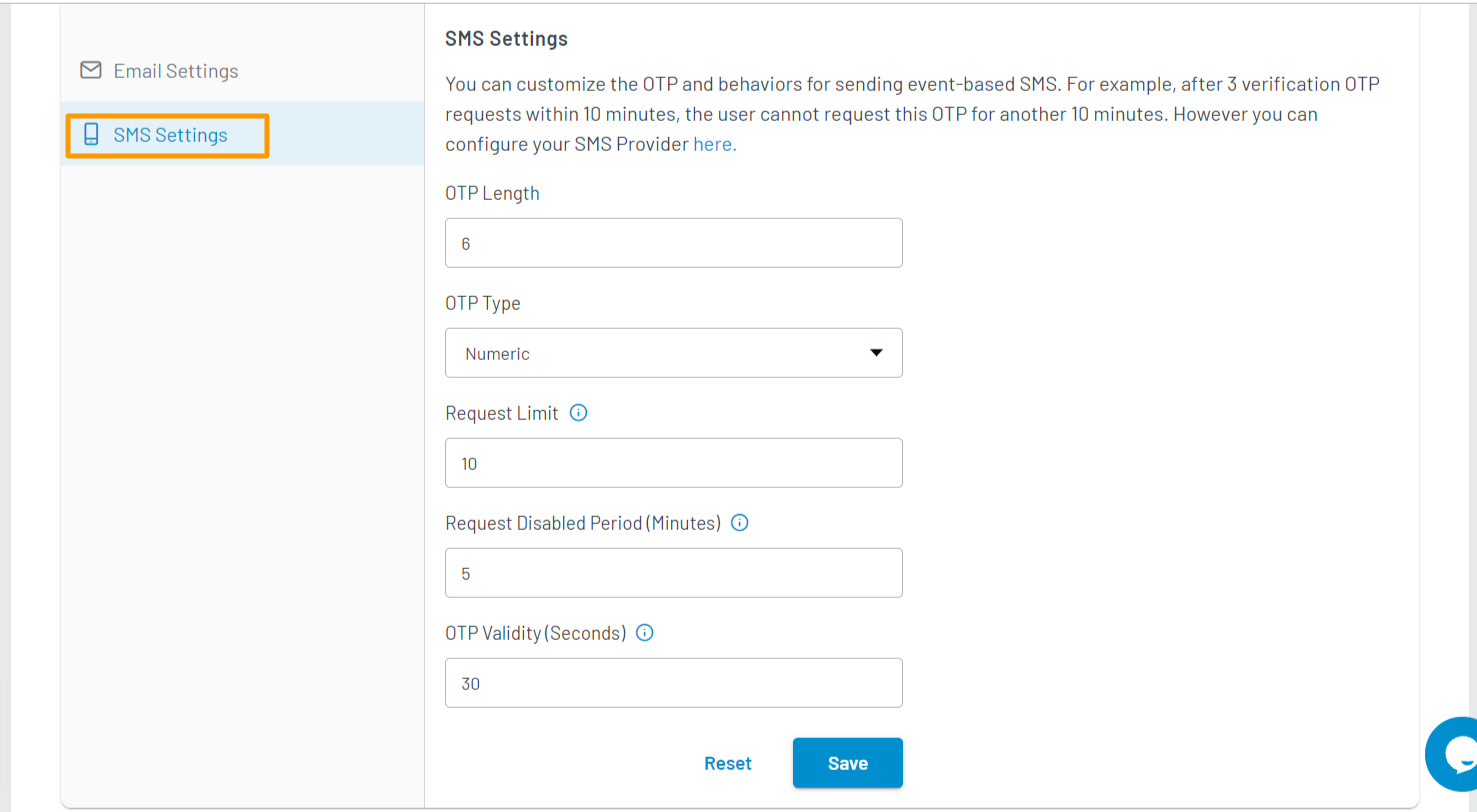 Email Settings
SMS Settings
SMS Settings
You can customize the OTP and behaviors for sending event-based SMS. For example, after 3 verification OTP
requests within 10 minutes, the user cannot request this OTP for another 10 minutes. However you can
configure your SMS Provider here.
OTP Length
6
OTP Type
Numeric
Request Limit
10
Request Disabled Period (Minutes)
5
OTP Validity (Seconds)
30
Reset
Save